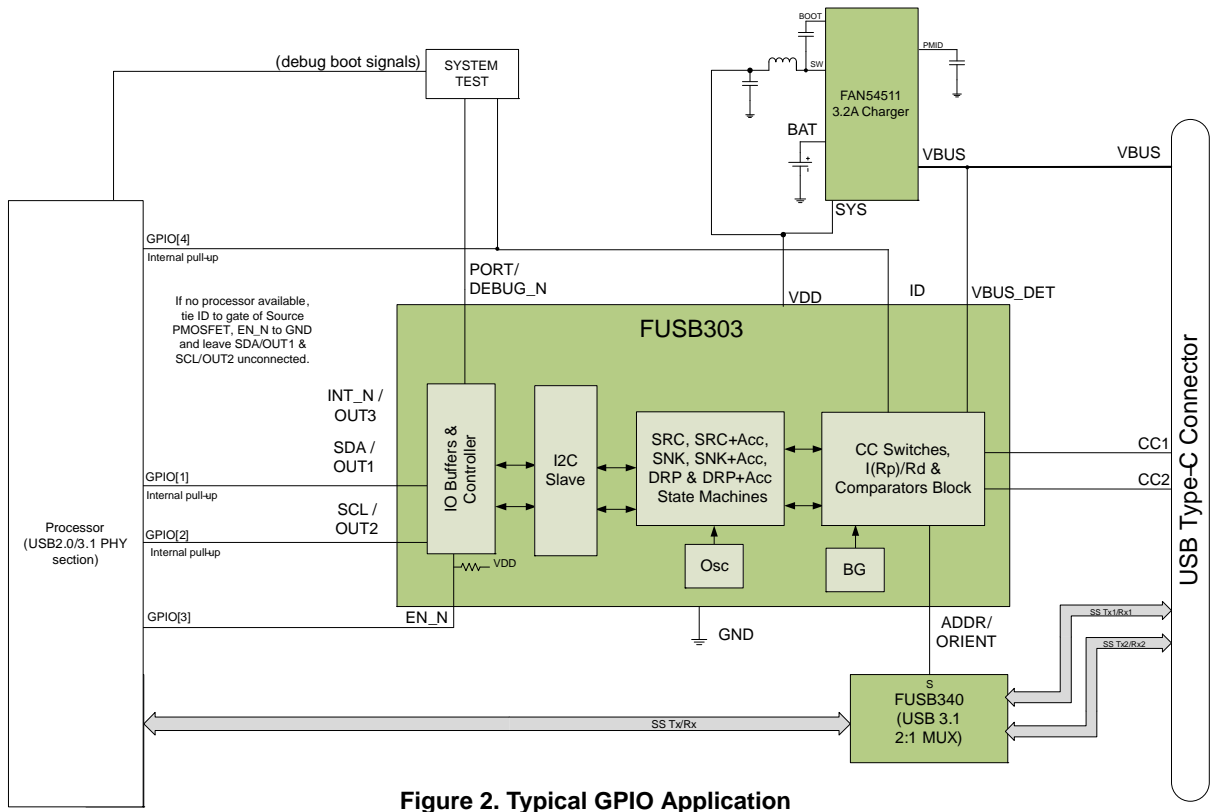 BOOT
PMID
(debug boot signals)
SYSTEM
TEST
SW
FAN54511
3.2A Charger
BAT
+
-
VBUS
VBUS
SYS
GPIO[4]
Internal pull-up
PORT/
DEBUG_N
VDD
ID
VBUS_DET
If no processor available,
tie ID to gate of Source
PMOSFET, EN_N to GND
and leave SDA/OUT1 &
SCL/OUT2 unconnected.
FUSB303
INT_N /
OUT3
SDA /
OUT1
GPIO[1]
Internal pull-up
SCL /
OUT2
GPIO[2]
Internal pull-up
Processor
(USB2.0/3.1 PHY
section)
IO Buffers &
Controller
I2C
Slave
SRC, SRC+Acc,
SNK, SNK+Acc,
DRP & DRP+Acc
State Machines
CC Switches,
I(Rp)/Rd &
Comparators Block
CC1
CC2
USB Type-C Connector
VDD
Osc
BG
GPIO[3]
EN_N
GND
ADDR/
ORIENT
SS Tx1/Rx1
SS Tx2/Rx2
S
FUSB340
(USB 3.1
2:1 MUX)
SS Tx/Rx
Figure 2. Typical GPIO Application